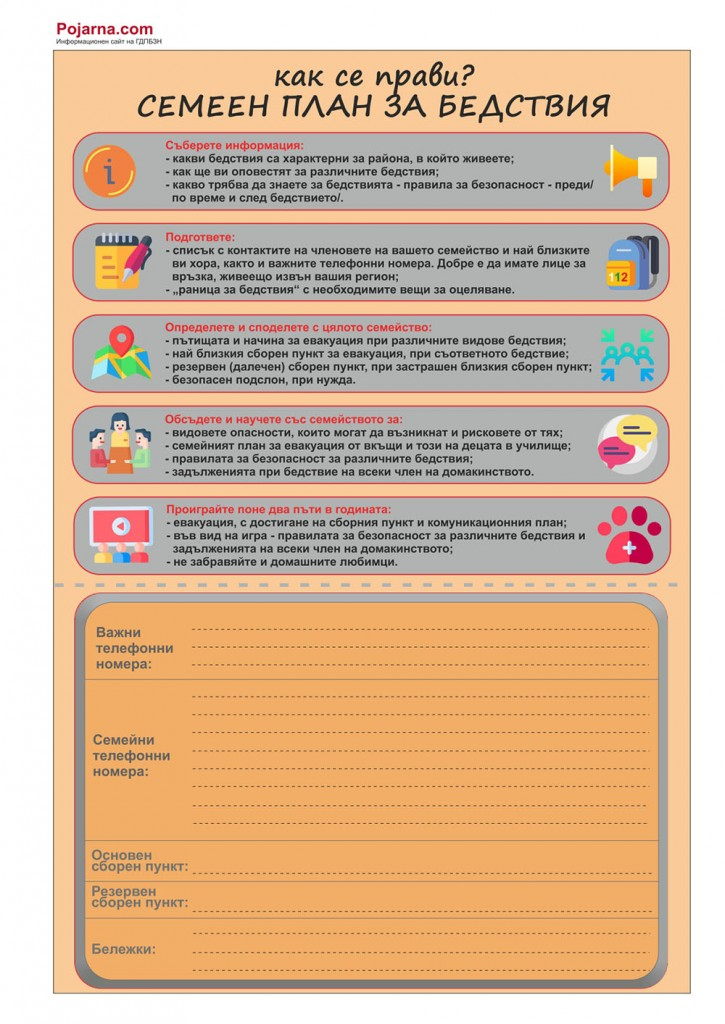 Pojarna.com
Информационен сайт на ГДПБЗН
как се прави?
СЕМЕЕН ПЛАН ЗА БЕДСТВИЯ
Съберете информация:
- какви бедствия са характерни за района, в който живеете;
- как ще ви оповестят за различните бедствия;
- какво трябва да знаете за бедствията - правила за безопасност - преди/
по време и след бедствието/.
Подгответе:
- списък с контактите на членовете на вашето семейство и най близките
ви хора, както и важните телефонни номера. Добре е да имате лице за
връзка, живеещо извън вашия регион;
- „раница за бедствия“ с необходимите вещи за оцеляване.
112
Определете и споделете с цялото семейство:
- пътищата и начина за евакуация при различните видове бедствия;
- най близкия сборен пункт за евакуация, при съответното бедствие;
- резервен (далечен) сборен пункт, при застрашен близкия сборен пункт;
- безопасен подслон, при нужда.
Обсъдете и научете със семейството за:
- видовете опасности, които могат да възникнат и рисковете от тях;
- семейният план за евакуация от вкъщи и този на децата в училище;
- правилата за безопасност за различните бедствия;
- задълженията при бедствие на всеки член на домакинството.
Проиграйте поне два пъти в годината:
- евакуация, с достигане на сборния пункт и комуникационния план;
- във вид на игра - правилата за безопасност за различните бедствия и
задълженията на всеки член на домакинството;
- не забравяйте и домашните любимци.
Важни
телефонни
номера:
Семейни
телефонни
номера:
Основен
сборен пункт:
Резервен
сборен пункт:
Бележки: